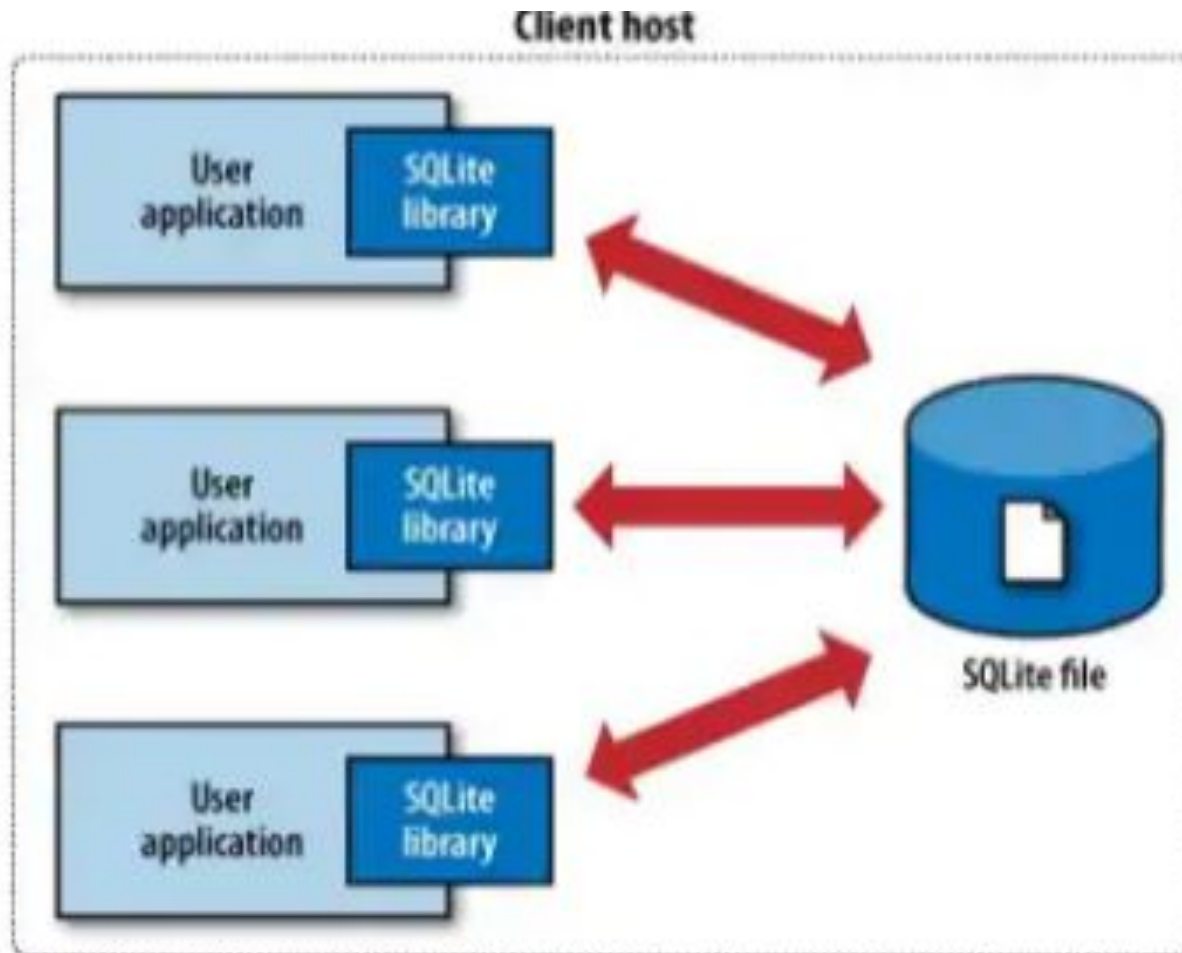 Client host
User
application
SQLite
library
User
application
SQLite
library
SQLite file
User
application
SQLite
library